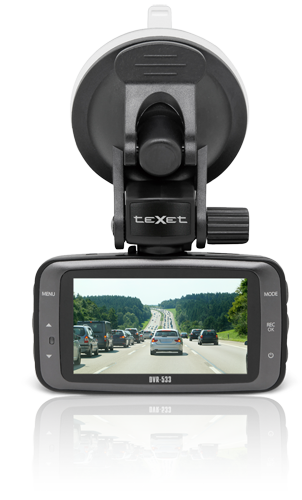 teXet
MENU
MODE
REC
OK
DVR-533